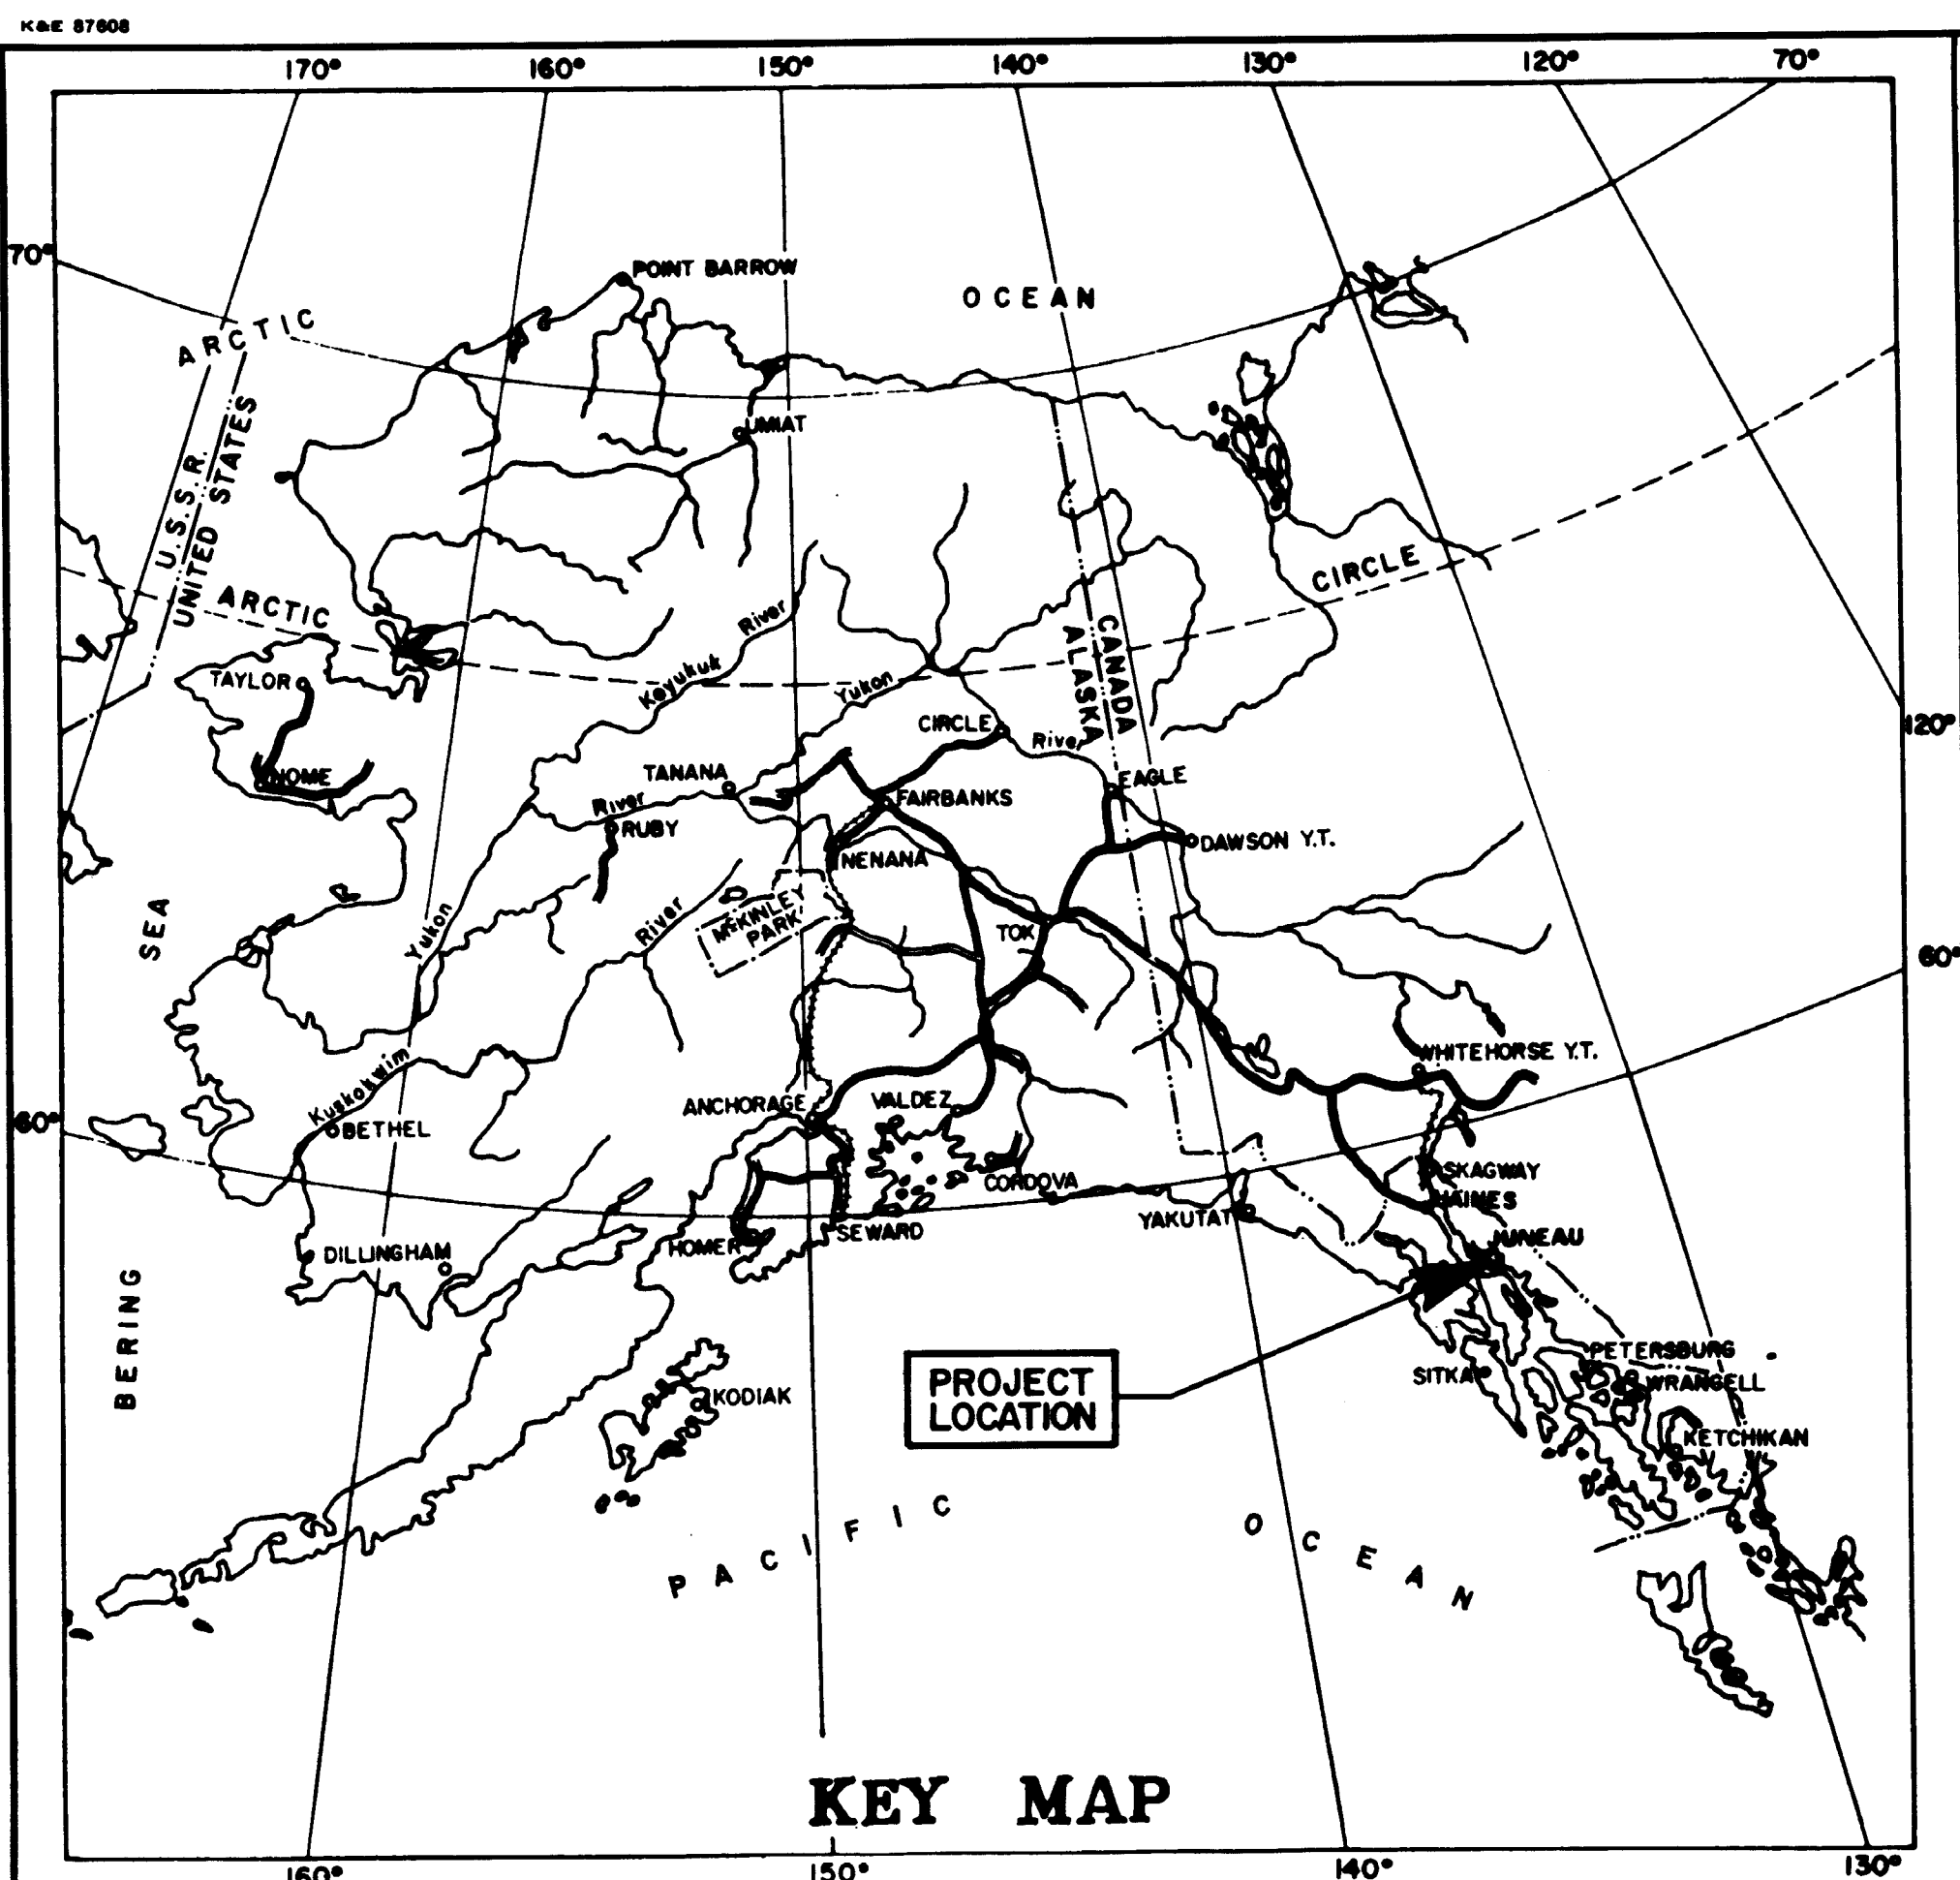 K&E 87608
170° 160° 150° 140° 130° 120° 70°
70°
POINT BARROW
OCEAN
ARCTIC
UMIAT
U.S.S.R.
UNITED STATES
ARCTIC
CIRCLE
River
Koyukuk
TAYLOR
Yukon
CANADA
ALASKA
CIRCLE
River
120°
NOME
TANANA
EAGLE
River
FAIRBANKS
RUBY
DAWSON Y.T.
NENANA
SEA
Yukon
River
McKINLEY
PARK
TOK
60°
WHITEHORSE Y.T.
Kuskokwim
60°
ANCHORAGE
VALDEZ
BETHEL
SKAGWAY
CORDOVA
HAINES
YAKUTAT
SEWARD
JUNEAU
HOMER
DILLINGHAM
BERING
PROJECT
LOCATION
PETERSBURG
SITKA
WRANGELL
KODIAK
KETCHIKAN
PACIFIC
OCEAN
KEY MAP
160° 150° 140° 130°